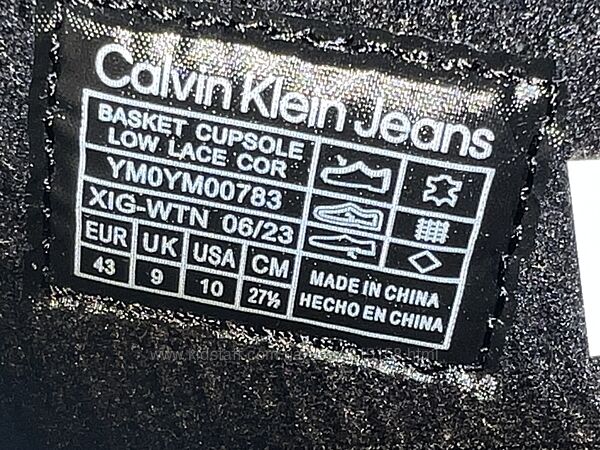 Calvin Klein Jeans
BASKET CUPSOLE
LOW LACE COR
YM0YM00783
XIG-WTN 06/23
EUR UK USA CM
43 9 10 27½
MADE IN CHINA
HECHO EN CHINA